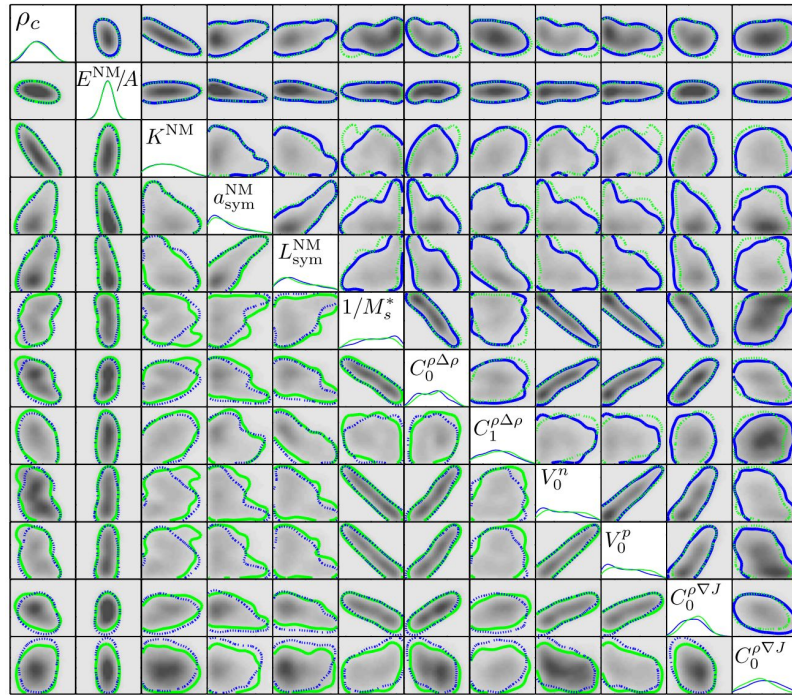 ρ_c
E^NM/A
K^NM
a_sym^NM
L_sym^NM
1/M_s^*
C_0^ρΔρ
C_1^ρΔρ
V_0^n
V_0^p
C_0^ρ∇J
C_0^ρ∇J